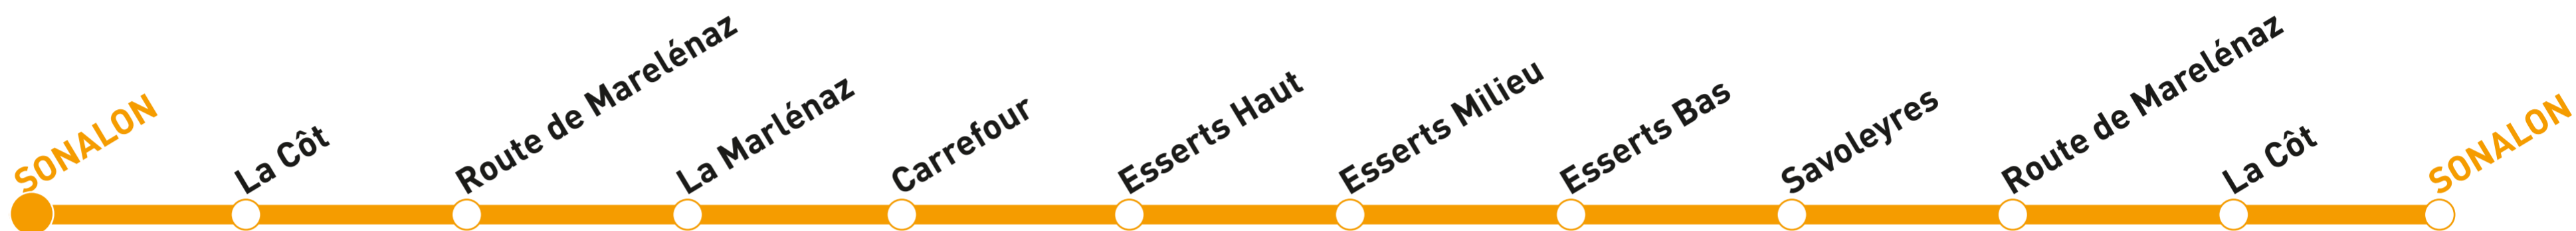 SONALON
La Côt
Route de Marelénaz
La Marlénaz
Carrefour
Esserts Haut
Esserts Milieu
Esserts Bas
Savoleyres
Route de Marelénaz
La Côt
SONALON